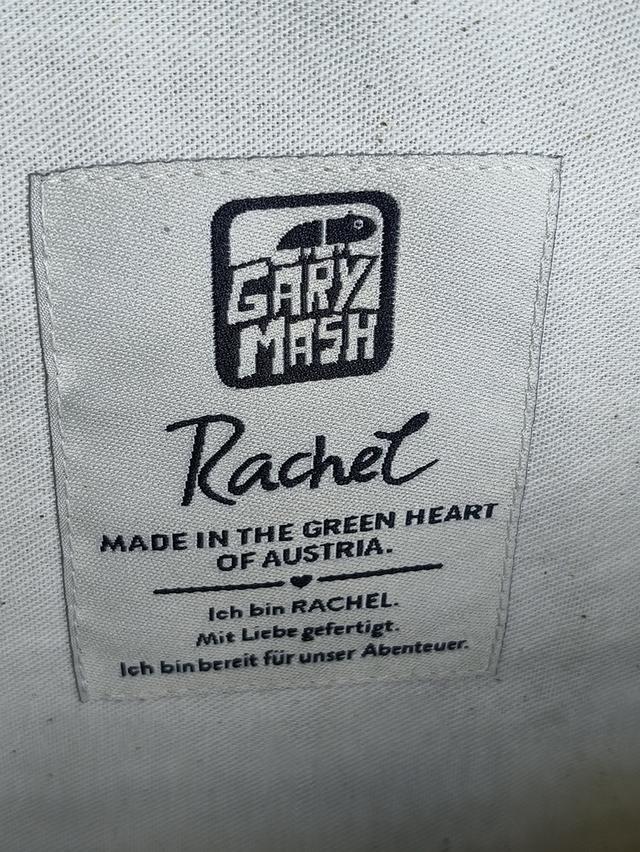 GARY
MASH
Rachel
MADE IN THE GREEN HEART
OF AUSTRIA.
Ich bin RACHEL.
Mit Liebe gefertigt.
Ich bin bereit für unser Abenteuer.